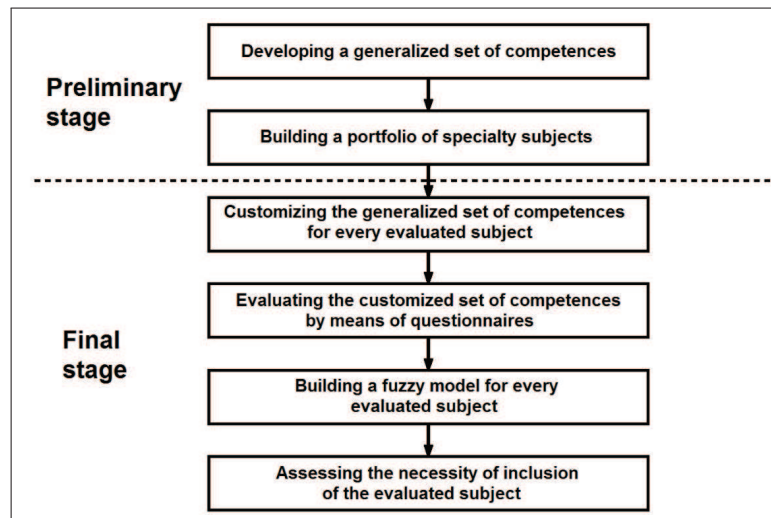 Preliminary
stage
Developing a generalized set of competences
Building a portfolio of specialty subjects
Final
stage
Customizing the generalized set of competences
for every evaluated subject
Evaluating the customized set of competences
by means of questionnaires
Building a fuzzy model for every
evaluated subject
Assessing the necessity of inclusion
of the evaluated subject